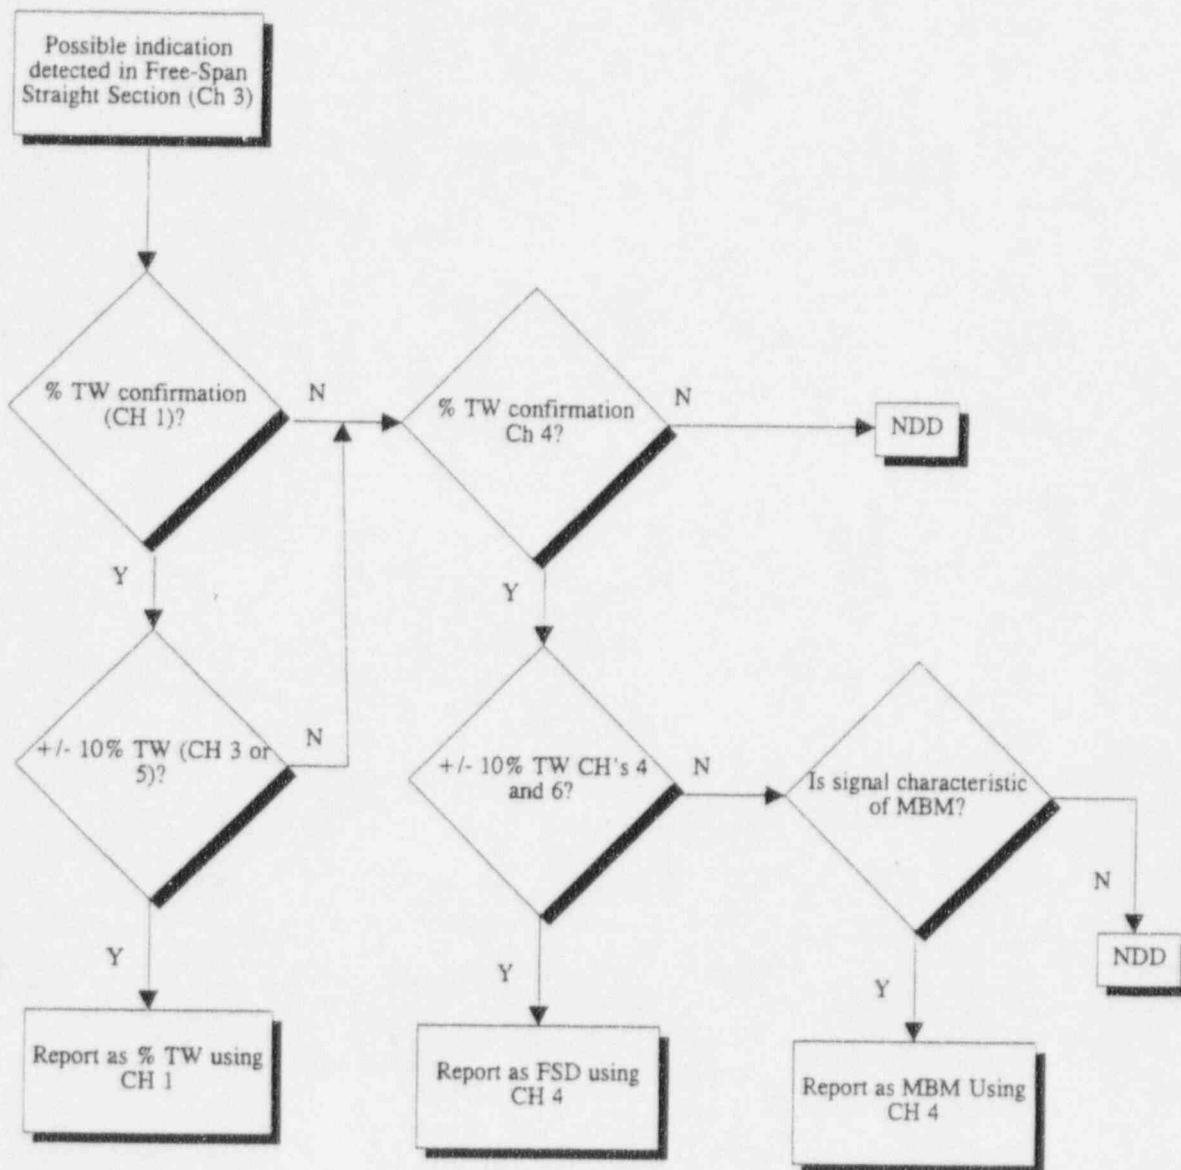 Possible indication
detected in Free-Span
Straight Section (Ch 3)
% TW confirmation
(CH 1)?
N
% TW confirmation
Ch 4?
N
NDD
Y
Y
+/- 10% TW (CH 3 or
5)?
N
+/- 10% TW CH's 4
and 6?
N
Is signal characteristic
of MBM?
N
NDD
Y
Y
Y
Report as % TW using
CH 1
Report as FSD using
CH 4
Report as MBM Using
CH 4